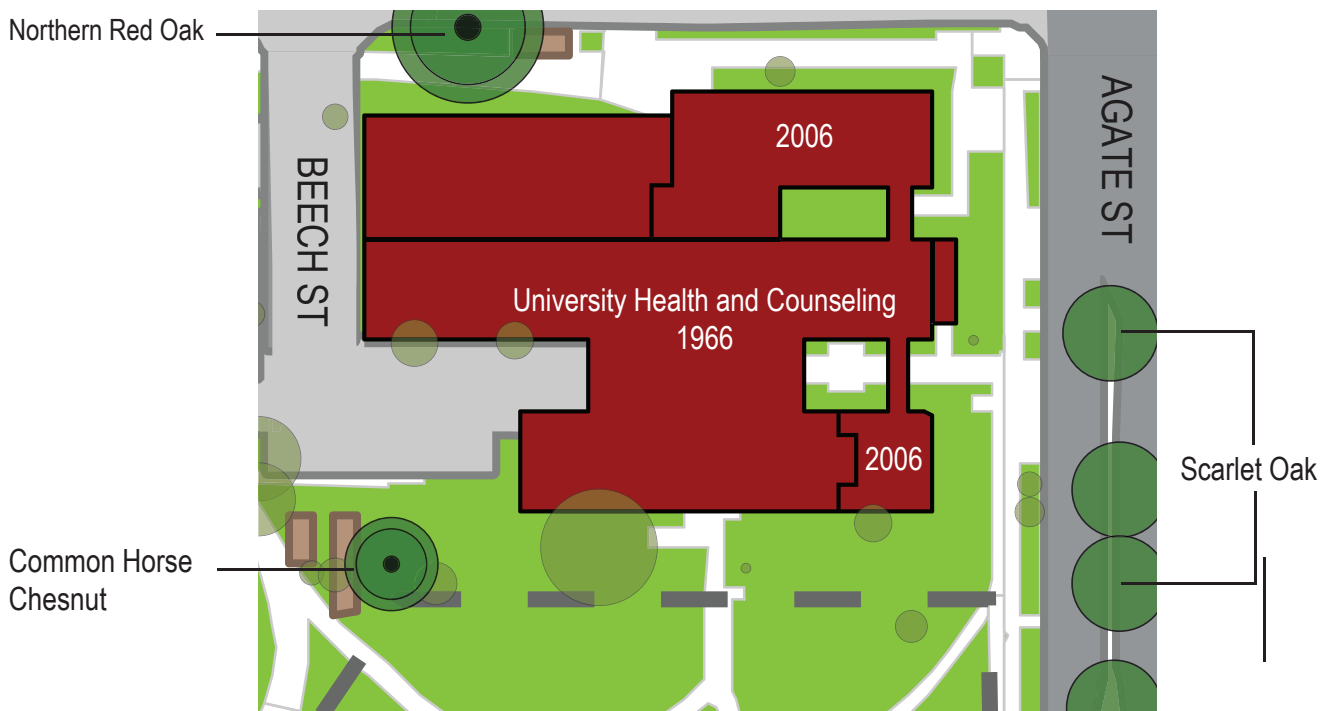 Northern Red Oak
2006
BEECH ST
AGATE ST
University Health and Counseling
1966
2006
Scarlet Oak
Common Horse
Chesnut